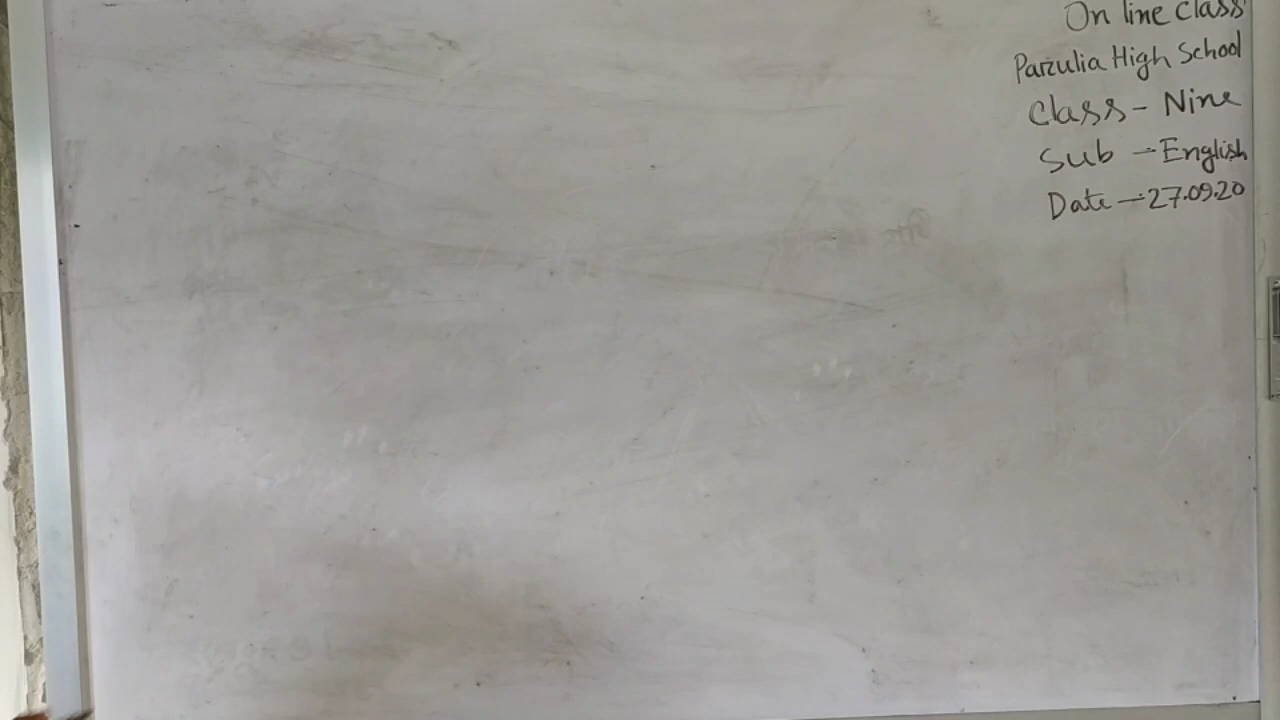 On line class
Parulia High School
Class - Nine
Sub - English
Date - 27.09.20